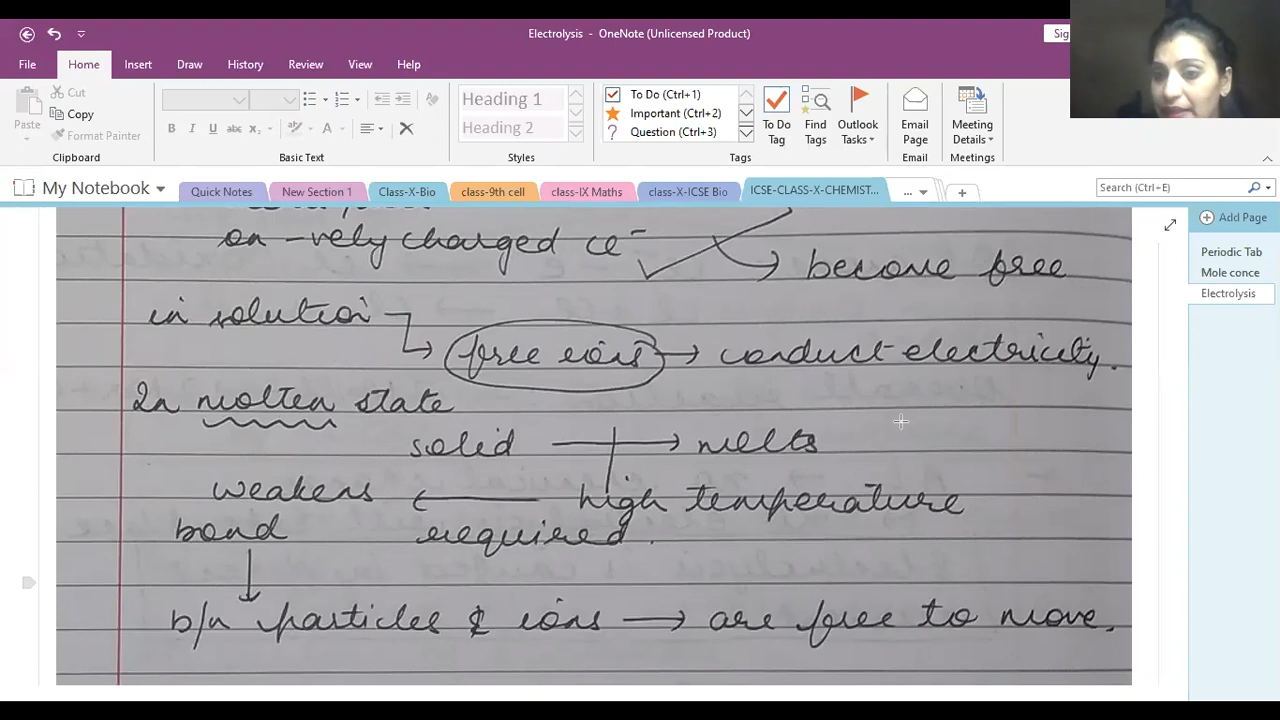 Electrolysis - OneNote (Unlicensed Product)
File Home Insert Draw History Review View Help
Paste
Cut
Copy
Format Painter
Clipboard
B I U abc x₂ A
Basic Text
Heading 1
Heading 2
Styles
To Do (Ctrl+1)
Important (Ctrl+2)
? Question (Ctrl+3)
To Do Tag
Find Tags
Outlook Tasks
Tags
Email Page
Email
Meeting Details
Meetings
My Notebook
Quick Notes New Section 1 Class-X-Bio class-9th cell class-IX Maths class-X-ICSE Bio ICSE-CLASS-X-CHEMIST... ... +
Search (Ctrl+E)
Add Page
Periodic Tab
Mole conce
Electrolysis
on -vely charged Cl⁻
become free
in solution
free ions → conduct electricity.
In molten state
solid → melts
weakens ← high temperature
bond required.
b/n particles & ions → are free to move.